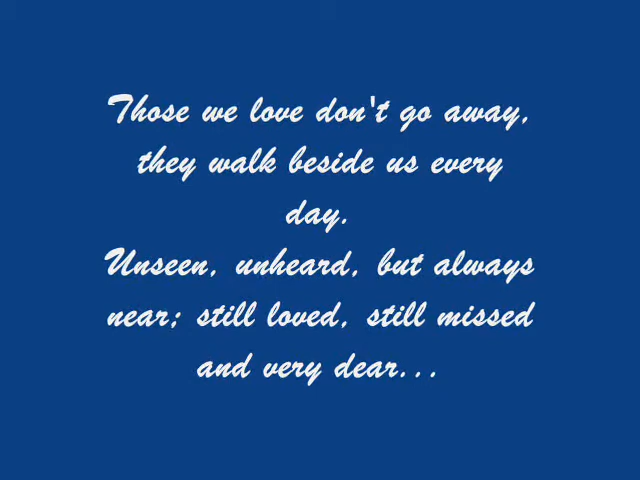 Those we love don't go away,
they walk beside us every
day.
Unseen, unheard, but always
near; still loved, still missed
and very dear...